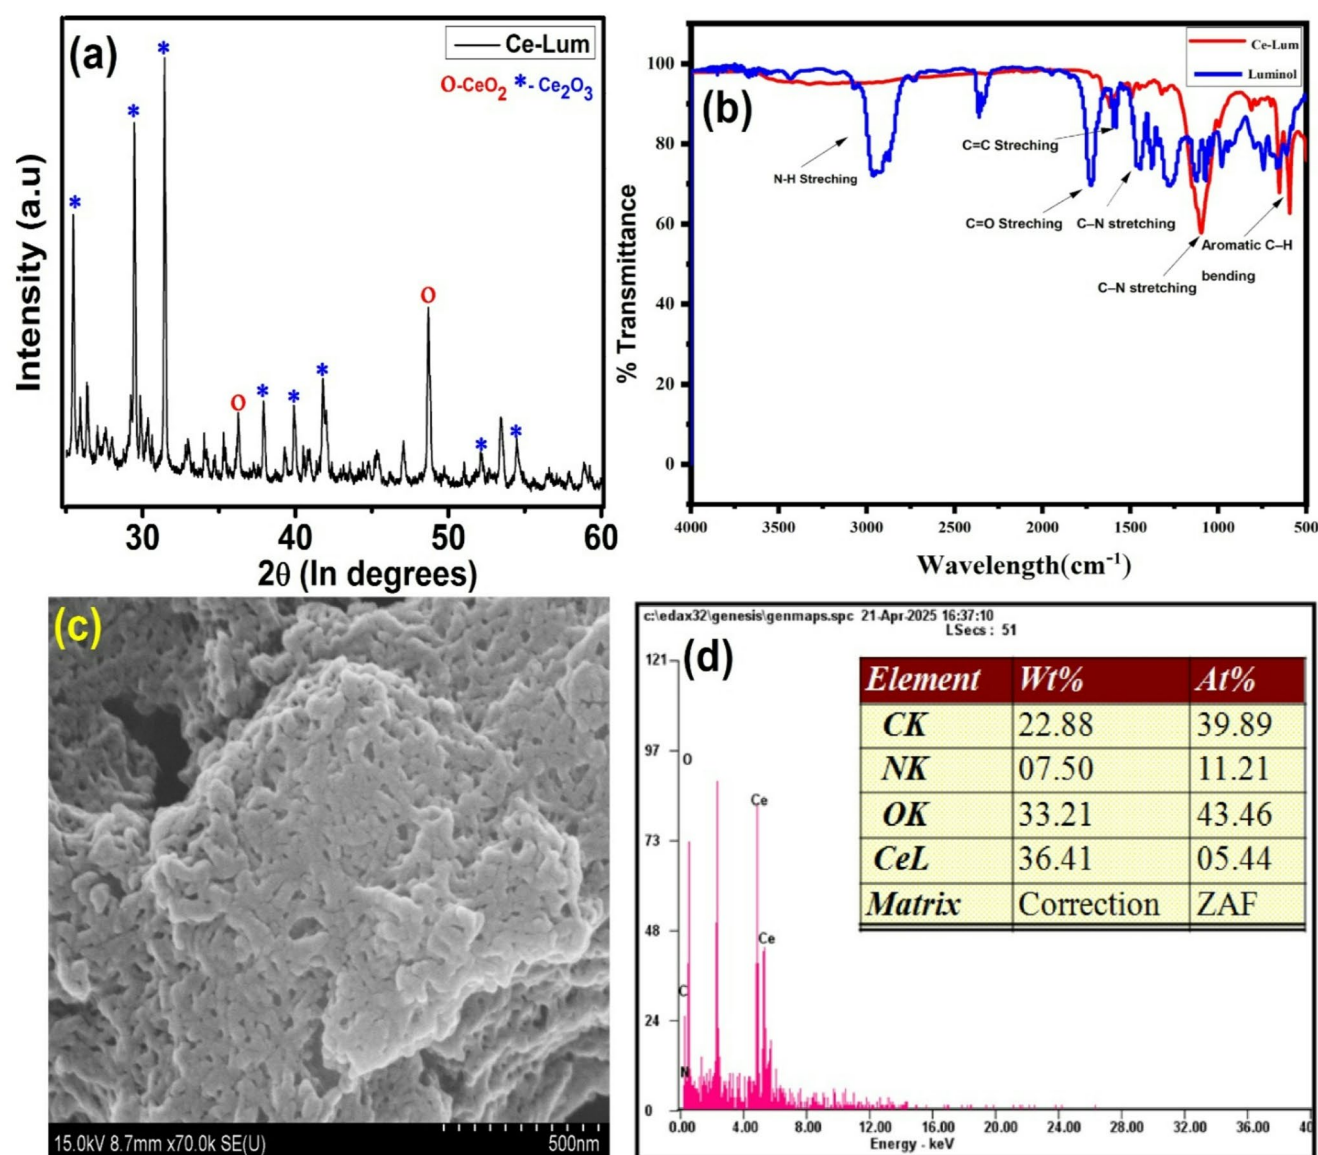 (a)
Ce-Lum
O-CeO2 *- Ce2O3
*
*
*
O
O
*
*
*
*
*
Intensity (a.u)
30 40 50 60
2θ (In degrees)
(b)
Ce-Lum
Luminol
100
80
60
40
20
0
% Transmittance
N-H Streching
C=C Streching
C=O Streching
C–N stretching
C–N stretching
Aromatic C–H
bending
4000 3500 3000 2500 2000 1500 1000 500
Wavelength(cm-1)
(c)
15.0kV 8.7mm x70.0k SE(U) 500nm
c:\edax32\genesis\genmaps.spc 21-Apr-2025 16:37:10
LSecs : 51
(d)
121
97
73
48
24
0
O
C
N
Ce
Ce
Element Wt% At%
CK 22.88 39.89
NK 07.50 11.21
OK 33.21 43.46
CeL 36.41 05.44
Matrix Correction ZAF
0.00 4.00 8.00 12.00 16.00 20.00 24.00 28.00 32.00 36.00 40
Energy - keV